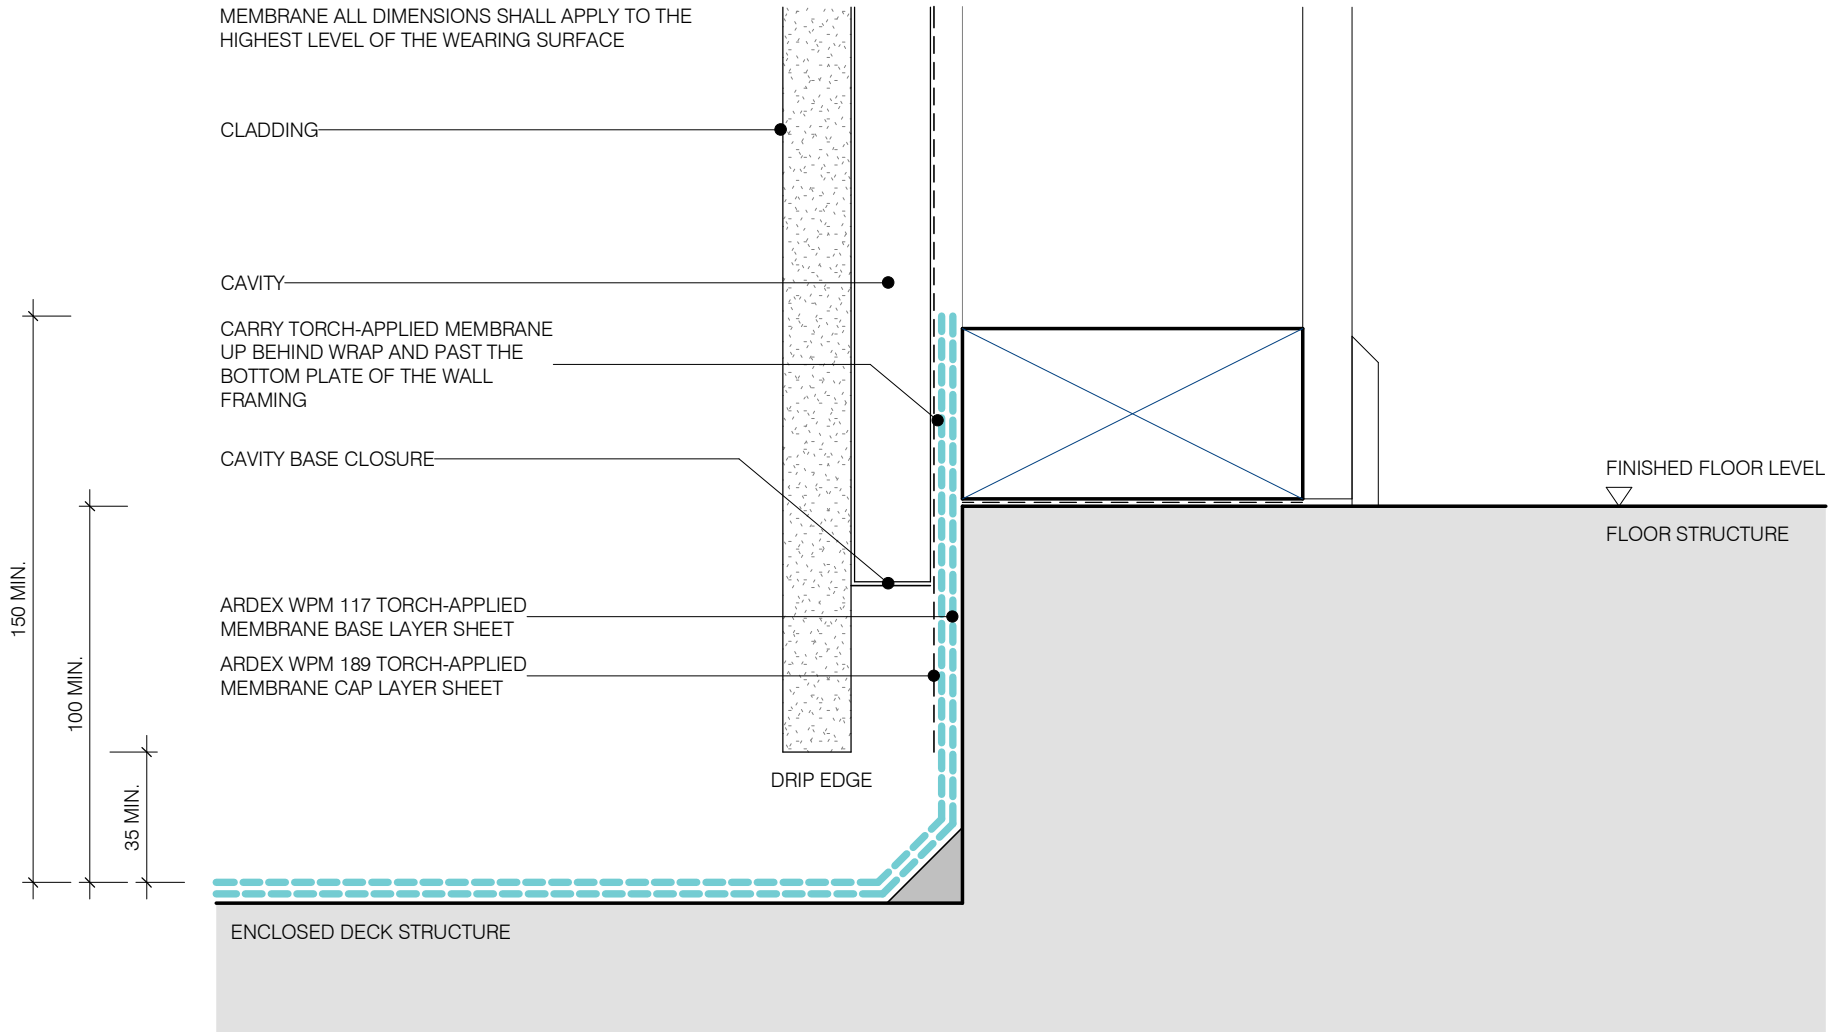 MEMBRANE ALL DIMENSIONS SHALL APPLY TO THE
HIGHEST LEVEL OF THE WEARING SURFACE
CLADDING
CAVITY
CARRY TORCH-APPLIED MEMBRANE
UP BEHIND WRAP AND PAST THE
BOTTOM PLATE OF THE WALL
FRAMING
CAVITY BASE CLOSURE
FINISHED FLOOR LEVEL
FLOOR STRUCTURE
150 MIN.
ARDEX WPM 117 TORCH-APPLIED
MEMBRANE BASE LAYER SHEET
ARDEX WPM 189 TORCH-APPLIED
MEMBRANE CAP LAYER SHEET
100 MIN.
35 MIN.
DRIP EDGE
ENCLOSED DECK STRUCTURE